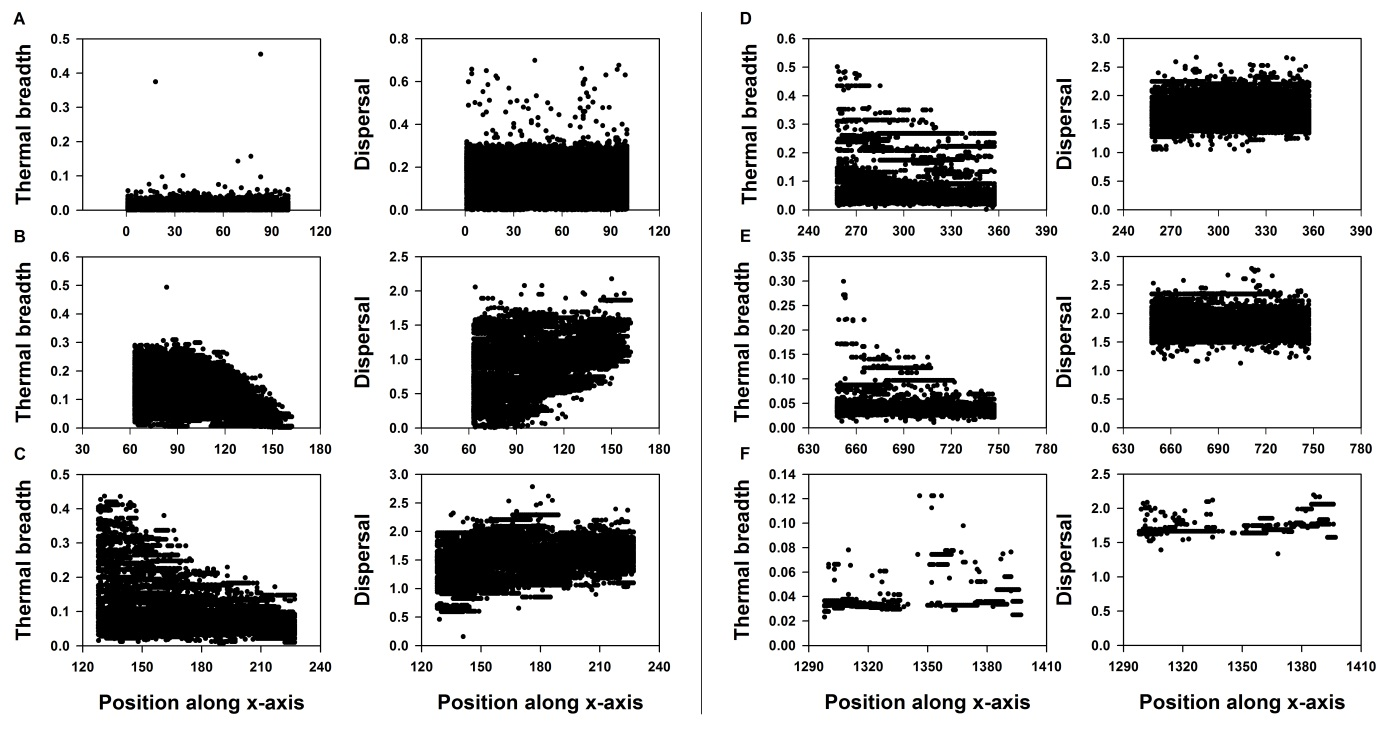 A
Thermal breadth
0.5
0.4
0.3
0.2
0.1
0.0
0 30 60 90 120
Dispersal
0.8
0.6
0.4
0.2
0.0
0 30 60 90 120
B
Thermal breadth
0.6
0.5
0.4
0.3
0.2
0.1
0.0
30 60 90 120 150 180
Dispersal
2.5
2.0
1.5
1.0
0.5
0.0
30 60 90 120 150 180
C
Thermal breadth
0.5
0.4
0.3
0.2
0.1
0.0
120 150 180 210 240
Position along x-axis
Dispersal
3.0
2.5
2.0
1.5
1.0
0.5
0.0
120 150 180 210 240
Position along x-axis
D
Thermal breadth
0.6
0.5
0.4
0.3
0.2
0.1
0.0
240 270 300 330 360 390
Dispersal
3.0
2.5
2.0
1.5
1.0
0.5
0.0
240 270 300 330 360 390
E
Thermal breadth
0.35
0.30
0.25
0.20
0.15
0.10
0.05
0.00
630 660 690 720 750 780
Dispersal
3.0
2.5
2.0
1.5
1.0
0.5
0.0
630 660 690 720 750 780
F
Thermal breadth
0.14
0.12
0.10
0.08
0.06
0.04
0.02
0.00
1290 1320 1350 1380 1410
Position along x-axis
Dispersal
2.5
2.0
1.5
1.0
0.5
0.0
1290 1320 1350 1380 1410
Position along x-axis